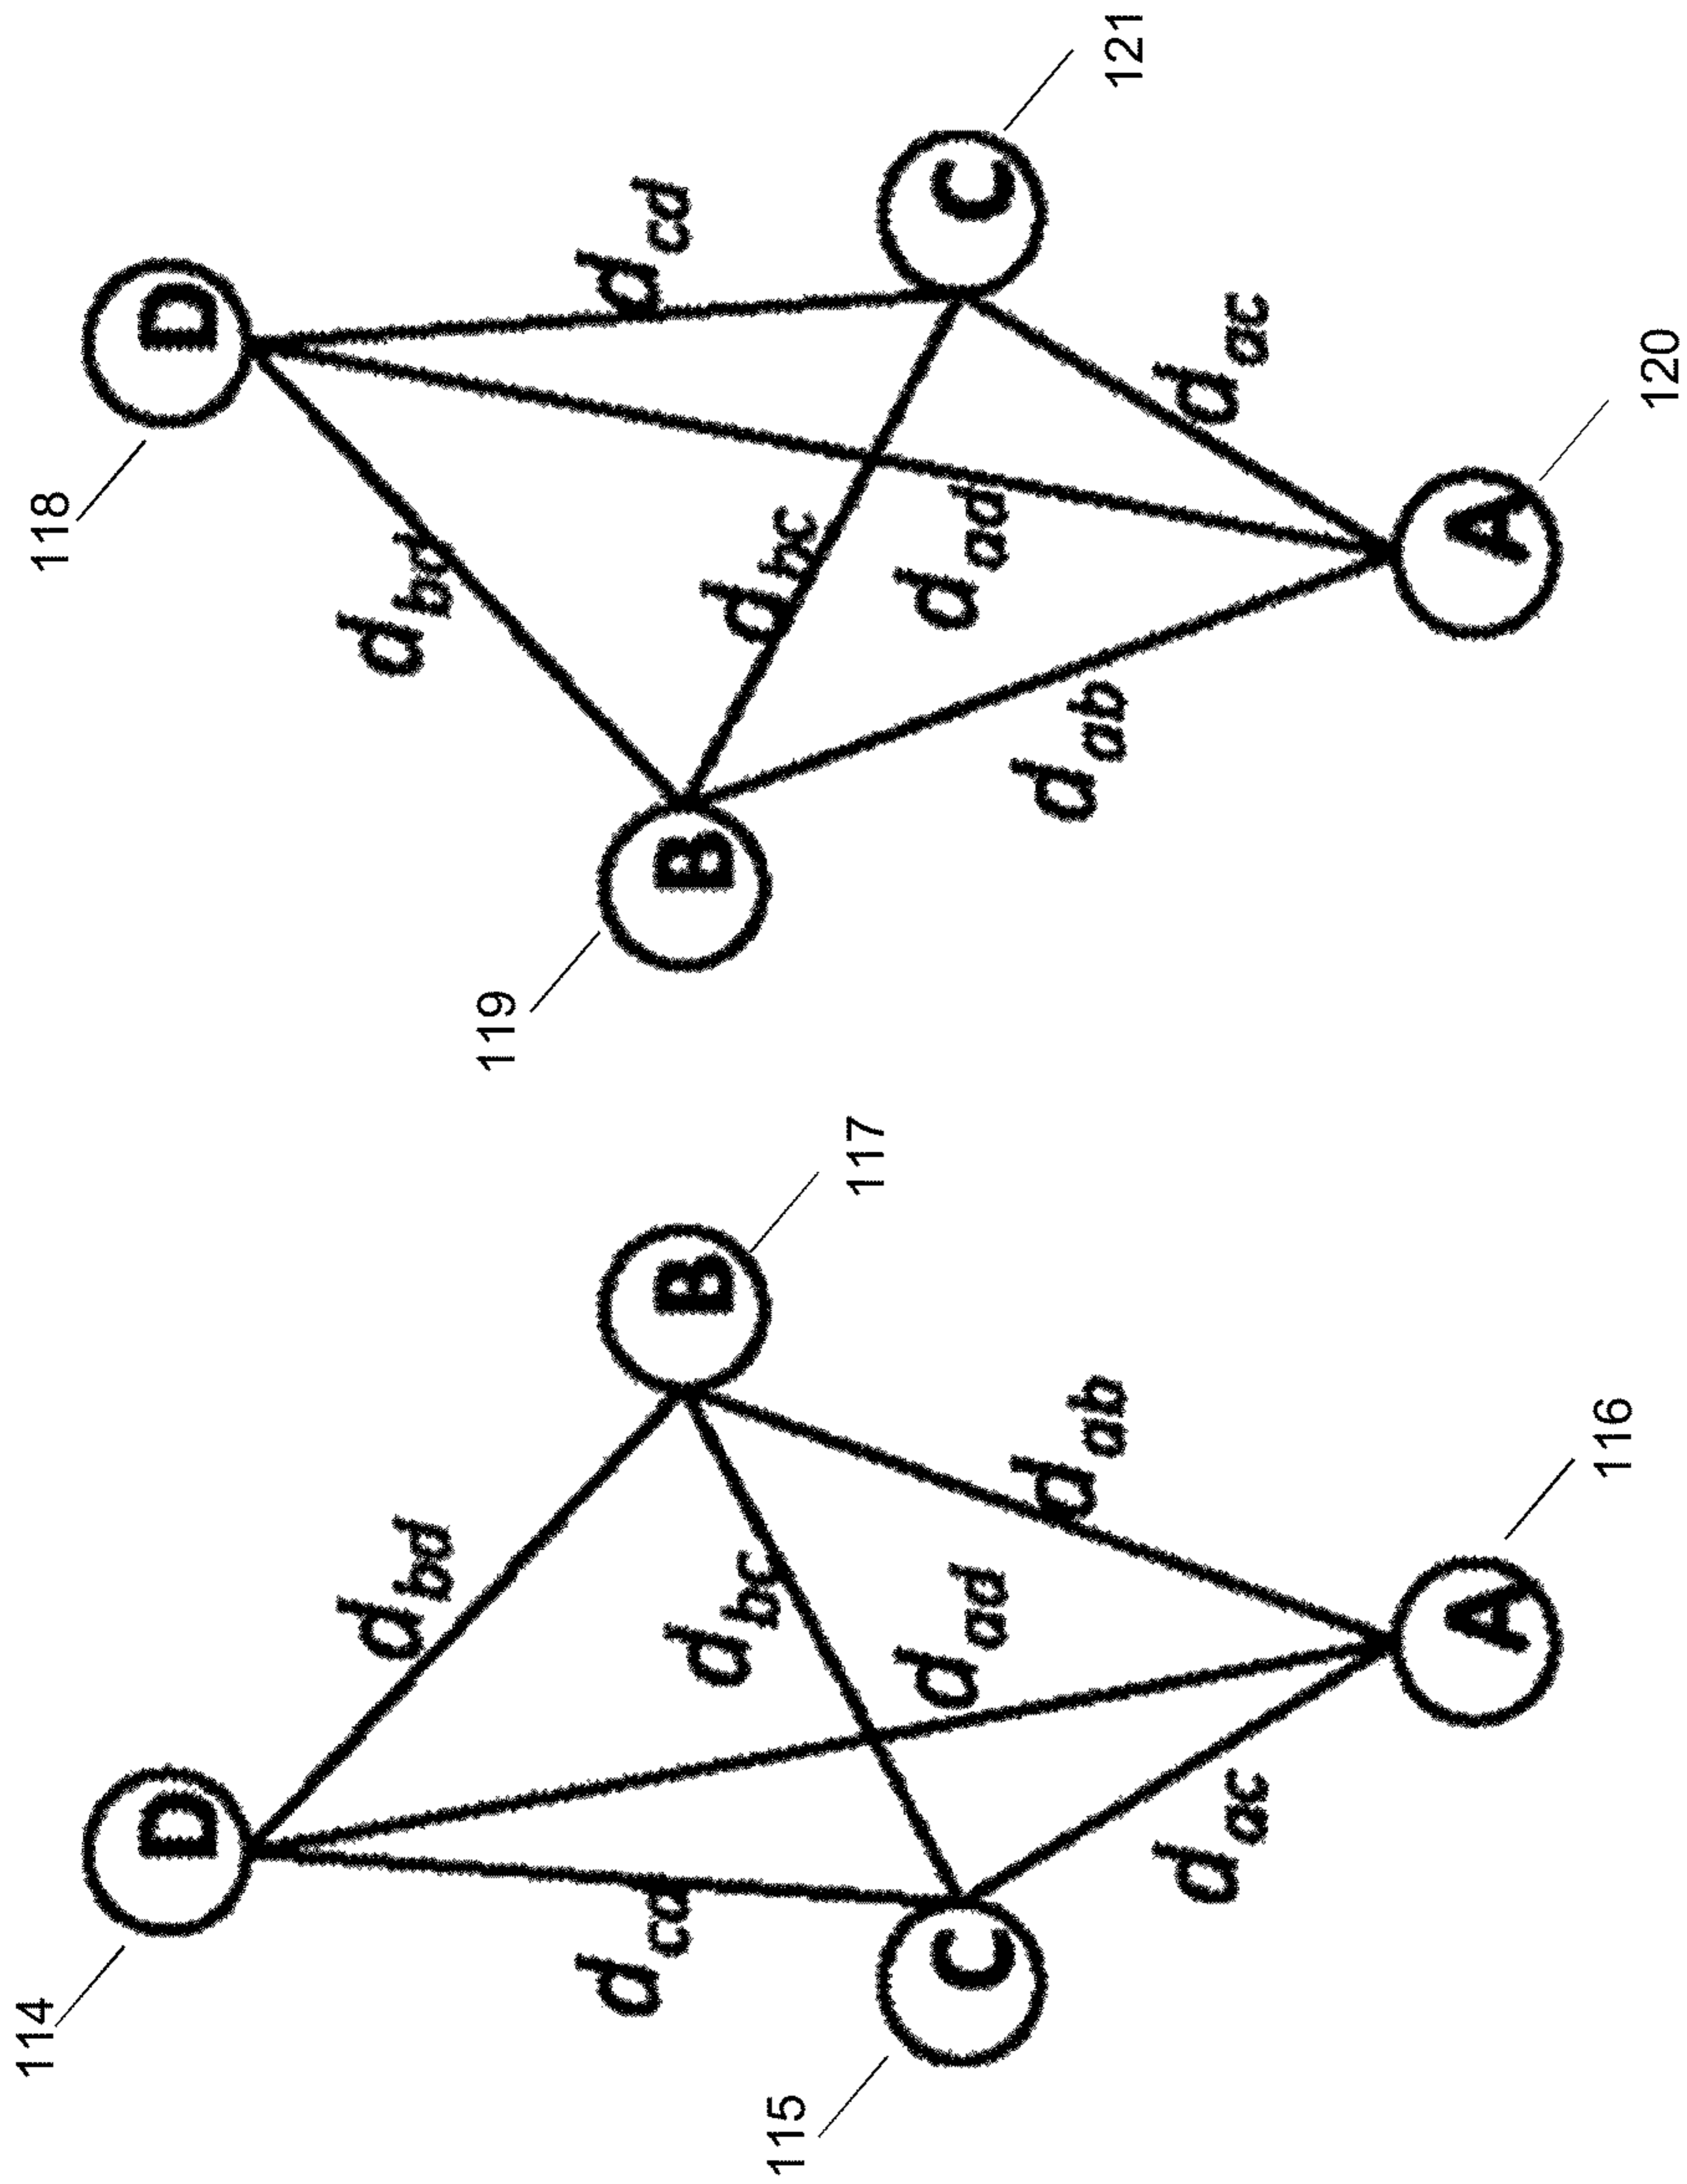 114
D
d_cd
d_bd
115
C
d_bc
B
117
d_ad
d_ac
d_ab
A
116
118
D
d_bd
d_cd
119
B
d_bc
C
121
d_ad
d_ab
d_ac
A
120